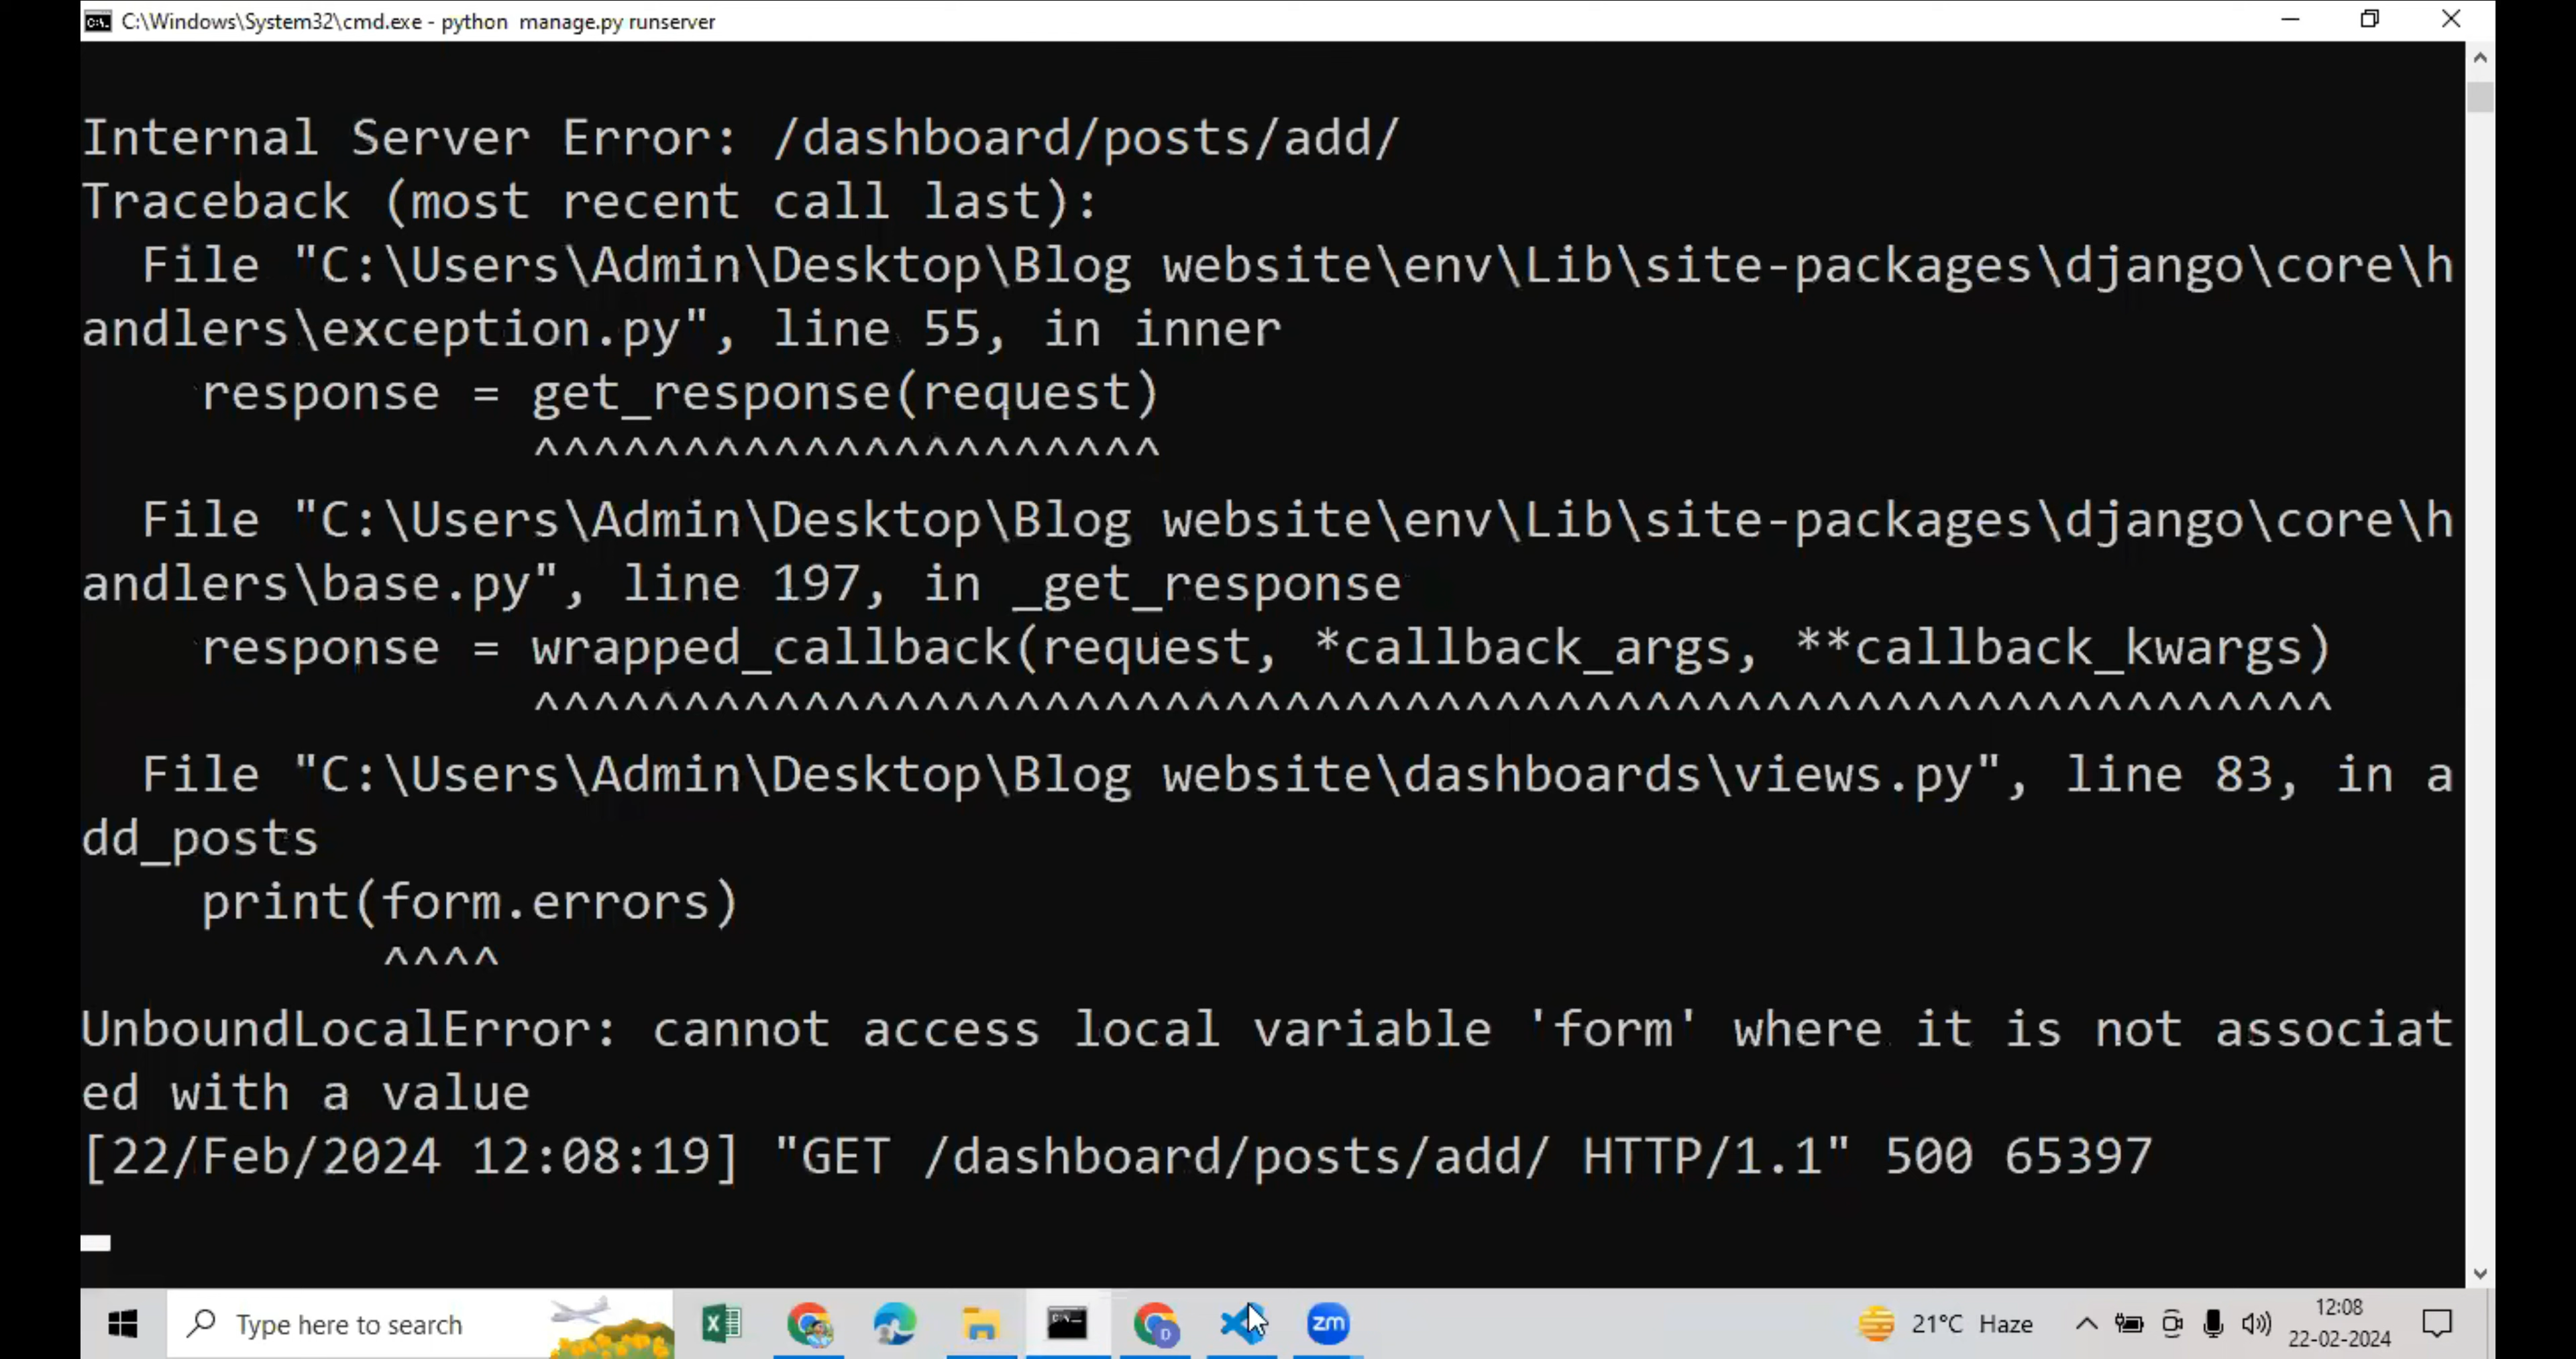 C:\Windows\System32\cmd.exe - python  manage.py runserver
Internal Server Error: /dashboard/posts/add/
Traceback (most recent call last):
  File "C:\Users\Admin\Desktop\Blog website\env\Lib\site-packages\django\core\h
andlers\exception.py", line 55, in inner
    response = get_response(request)
               ^^^^^^^^^^^^^^^^^^^^^
  File "C:\Users\Admin\Desktop\Blog website\env\Lib\site-packages\django\core\h
andlers\base.py", line 197, in _get_response
    response = wrapped_callback(request, *callback_args, **callback_kwargs)
               ^^^^^^^^^^^^^^^^^^^^^^^^^^^^^^^^^^^^^^^^^^^^^^^^^^^^^^^^^^^^
  File "C:\Users\Admin\Desktop\Blog website\dashboards\views.py", line 83, in a
dd_posts
    print(form.errors)
          ^^^^
UnboundLocalError: cannot access local variable 'form' where it is not associat
ed with a value
[22/Feb/2024 12:08:19] "GET /dashboard/posts/add/ HTTP/1.1" 500 65397
Type here to search
D
zm
21°C Haze
12:08
22-02-2024